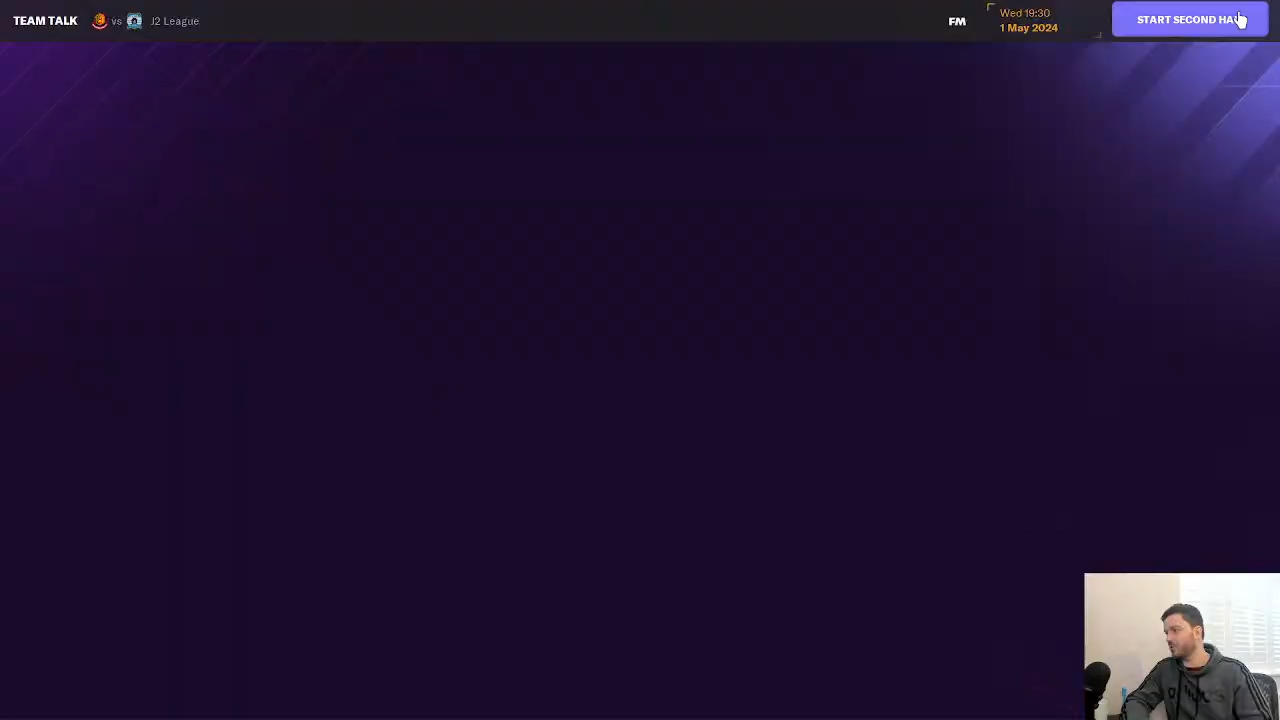 TEAM TALK
vs
J2 League
FM
Wed 19:30
1 May 2024
START SECOND HA